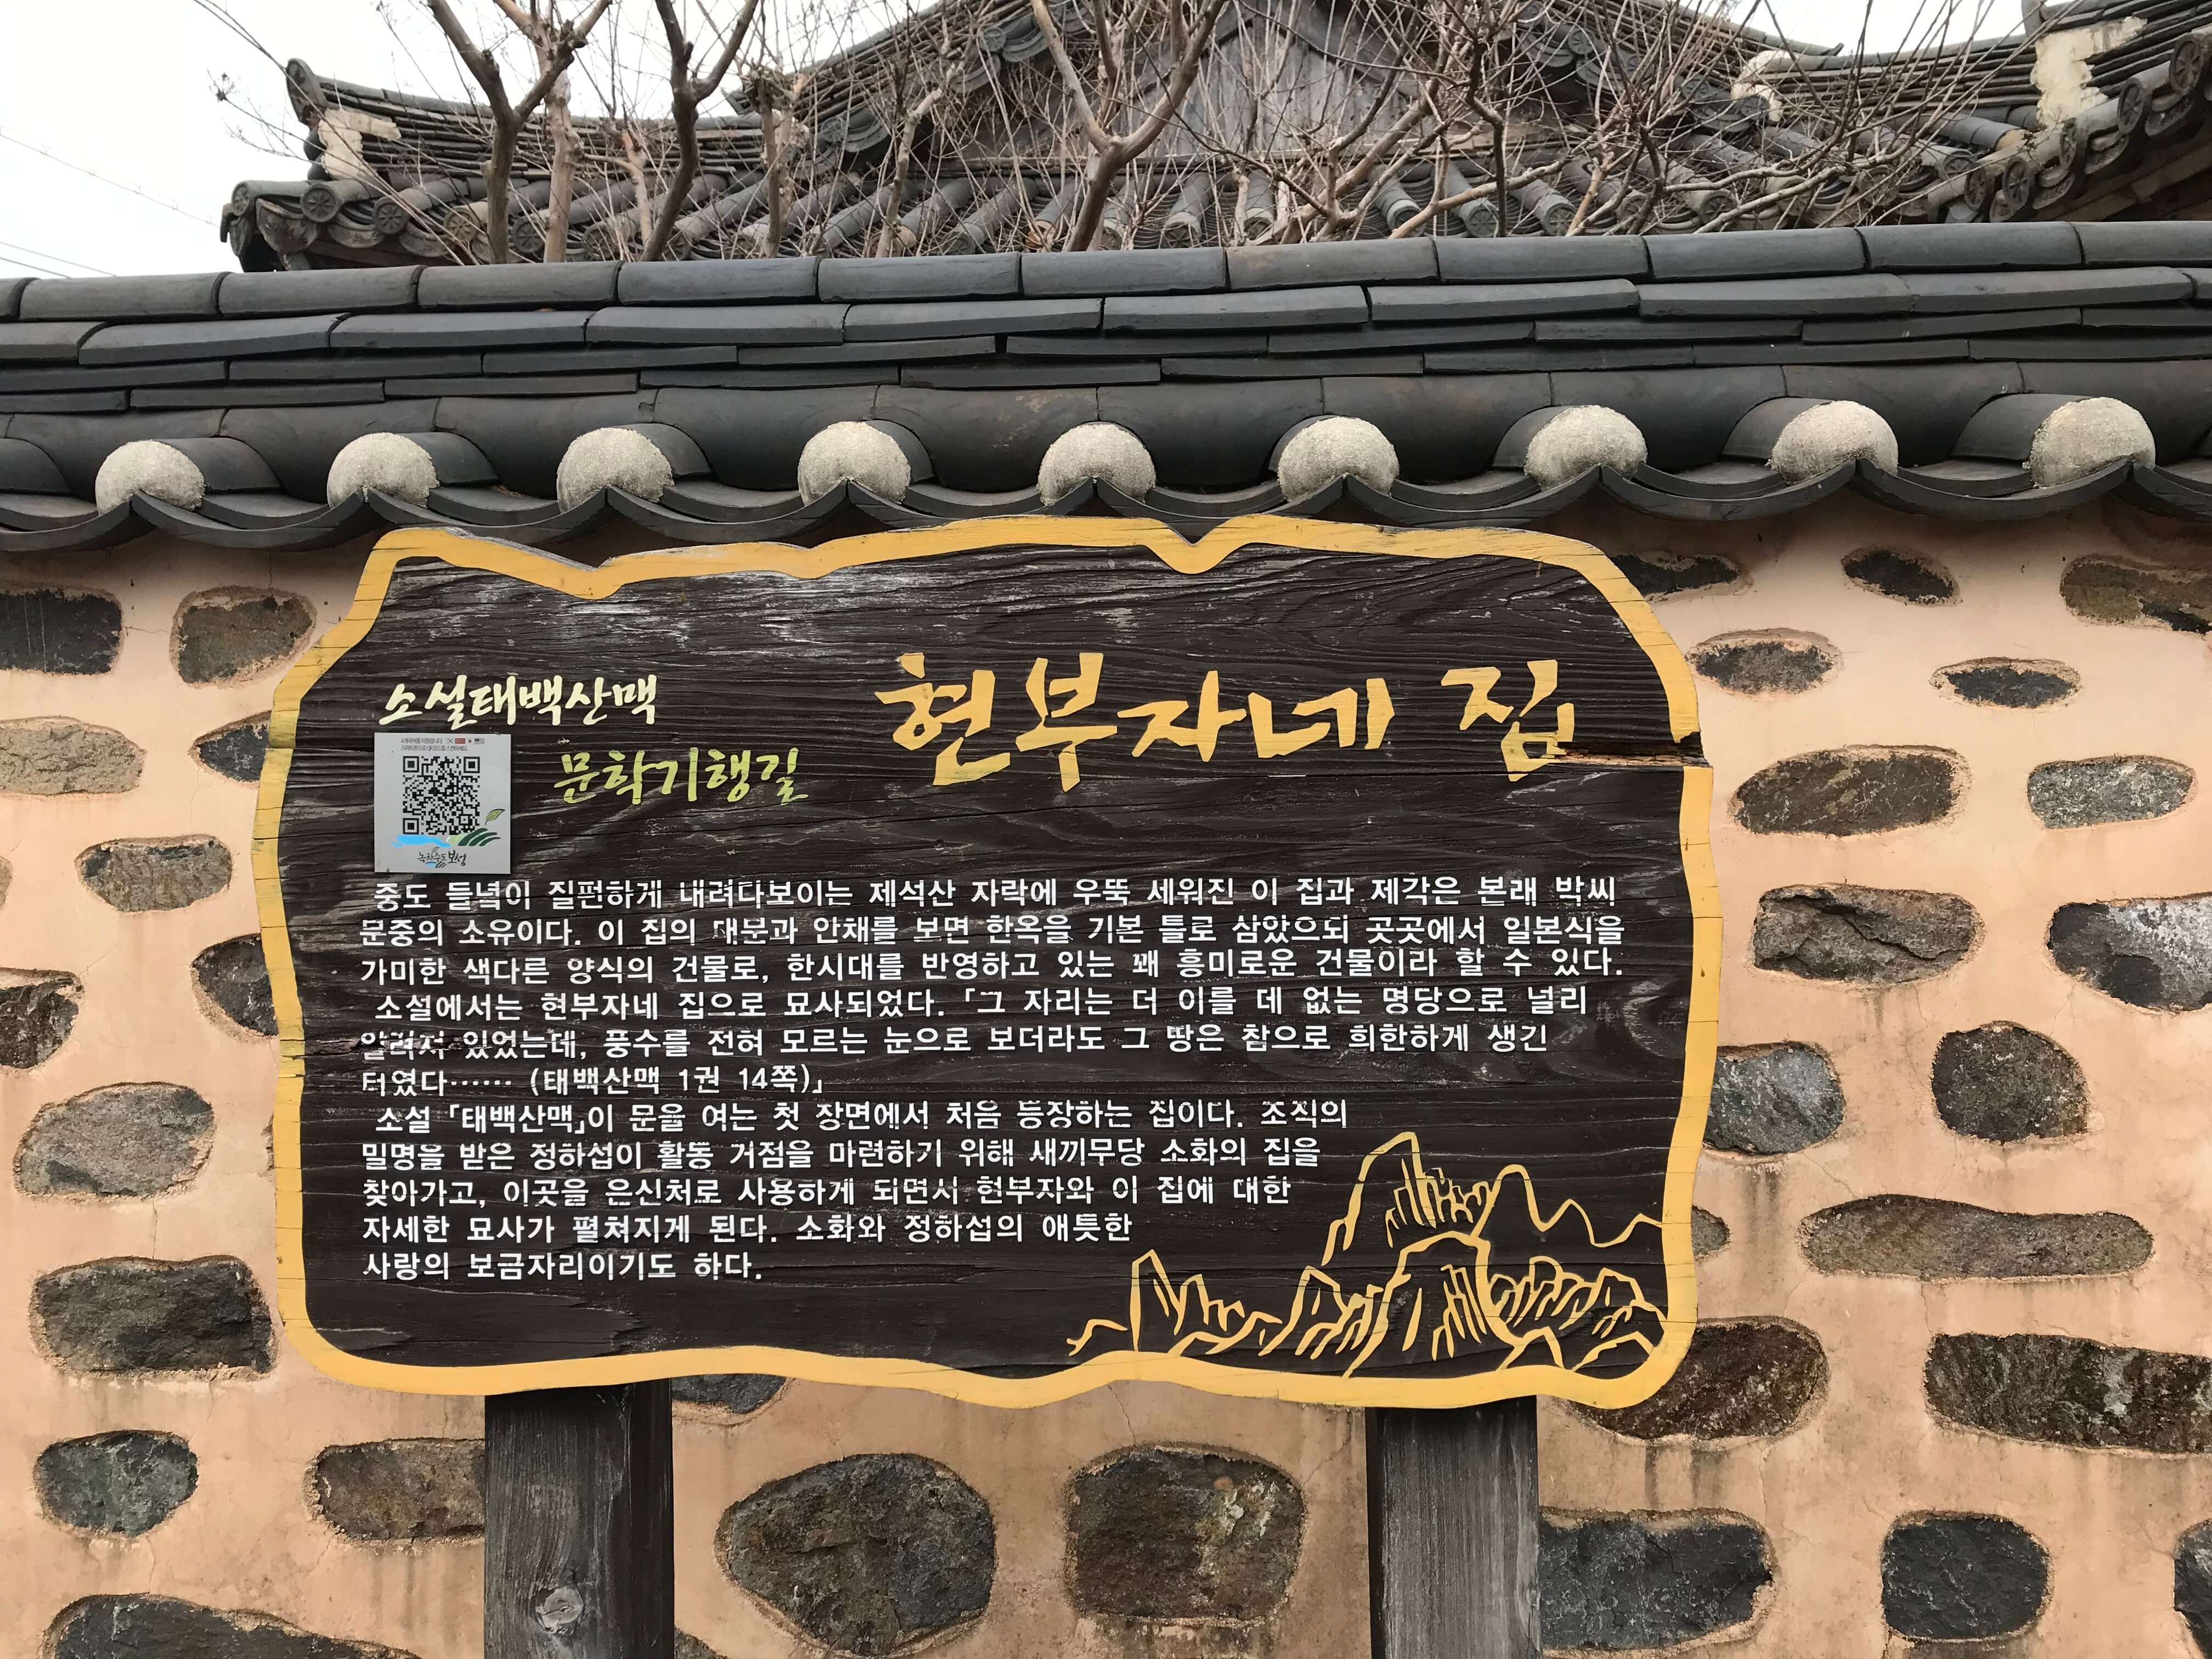 소설태백산맥
문학기행길
현부자네 집
녹차수도보성
중도 들녘이 질펀하게 내려다보이는 제석산 자락에 우뚝 세워진 이 집과 제각은 본래 박씨
문중의 소유이다. 이 집의 대문과 안채를 보면 한옥을 기본 틀로 삼았으되 곳곳에서 일본식을
가미한 색다른 양식의 건물로, 한시대를 반영하고 있는 꽤 흥미로운 건물이라 할 수 있다.
소설에서는 현부자네 집으로 묘사되었다. 「그 자리는 더 이를 데 없는 명당으로 널리
알려져 있었는데, 풍수를 전혀 모르는 눈으로 보더라도 그 땅은 참으로 희한하게 생긴
터였다…… (태백산맥 1권 14쪽)」
소설 「태백산맥」이 문을 여는 첫 장면에서 처음 등장하는 집이다. 조직의
밀명을 받은 정하섭이 활동 거점을 마련하기 위해 새끼무당 소화의 집을
찾아가고, 이곳을 은신처로 사용하게 되면서 현부자와 이 집에 대한
자세한 묘사가 펼쳐지게 된다. 소화와 정하섭의 애틋한
사랑의 보금자리이기도 하다.